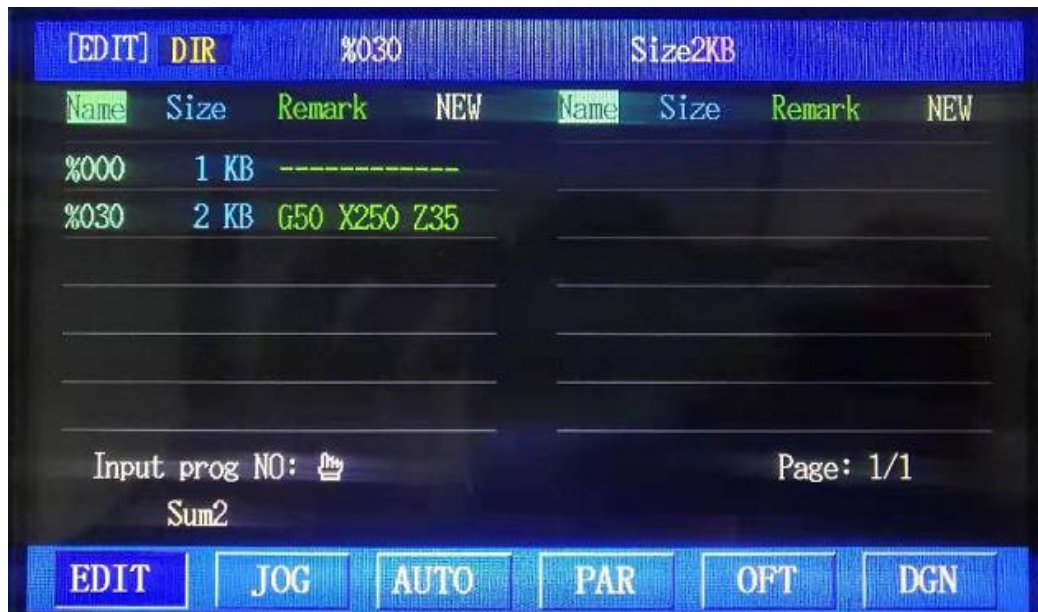 [EDIT] DIR %030 Size2KB
Name Size Remark NEW Name Size Remark NEW
%000 1 KB ------------
%030 2 KB G50 X250 Z35
Input prog NO: Page: 1/1
Sum2
EDIT JOG AUTO PAR OFT DGN